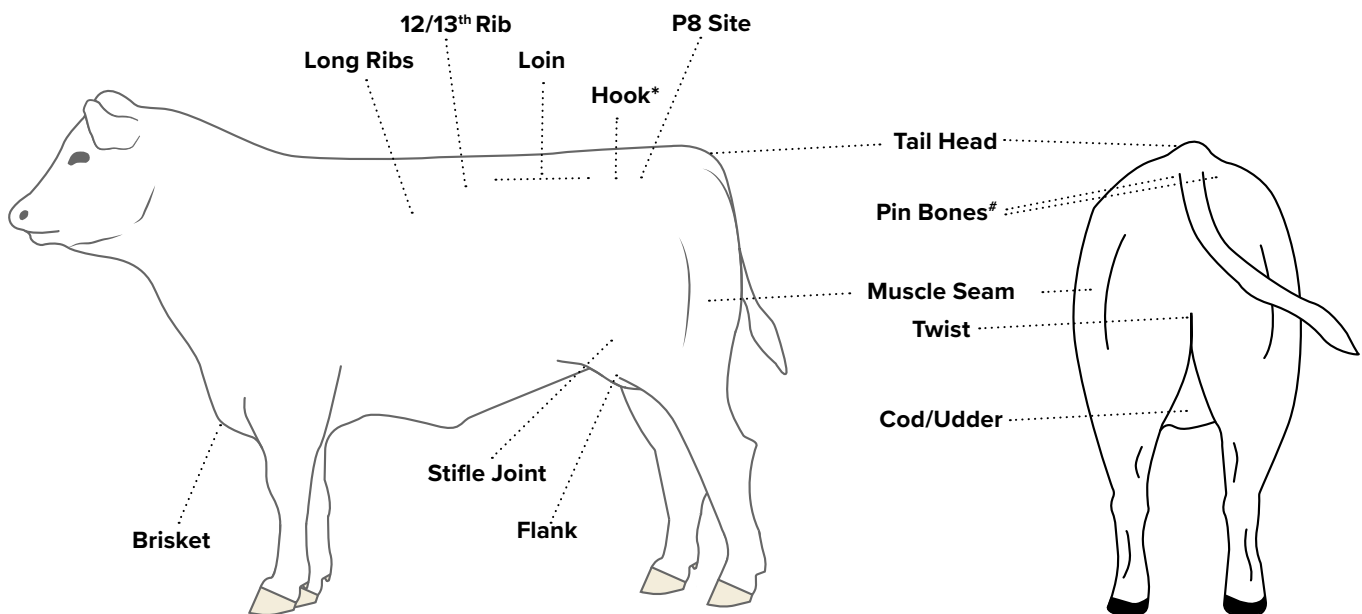 12/13th Rib
P8 Site
Long Ribs
Loin
Hook*
Tail Head
Pin Bones#
Muscle Seam
Twist
Cod/Udder
Stifle Joint
Flank
Brisket